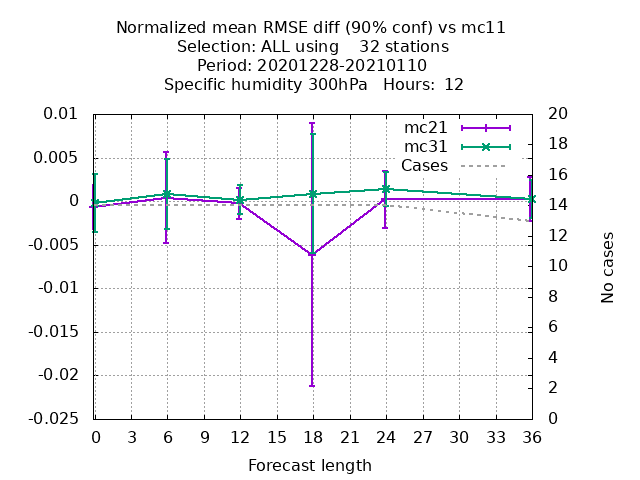 Normalized mean RMSE diff (90% conf) vs mc11
Selection: ALL using    32 stations
Period: 20201228-20210110
Specific humidity 300hPa   Hours:  12
0.01
0.005
0
-0.005
-0.01
-0.015
-0.02
-0.025
mc21
mc31
Cases
20
18
16
14
12
10
8
6
4
2
0
No cases
0 3 6 9 12 15 18 21 24 27 30 33 36
Forecast length